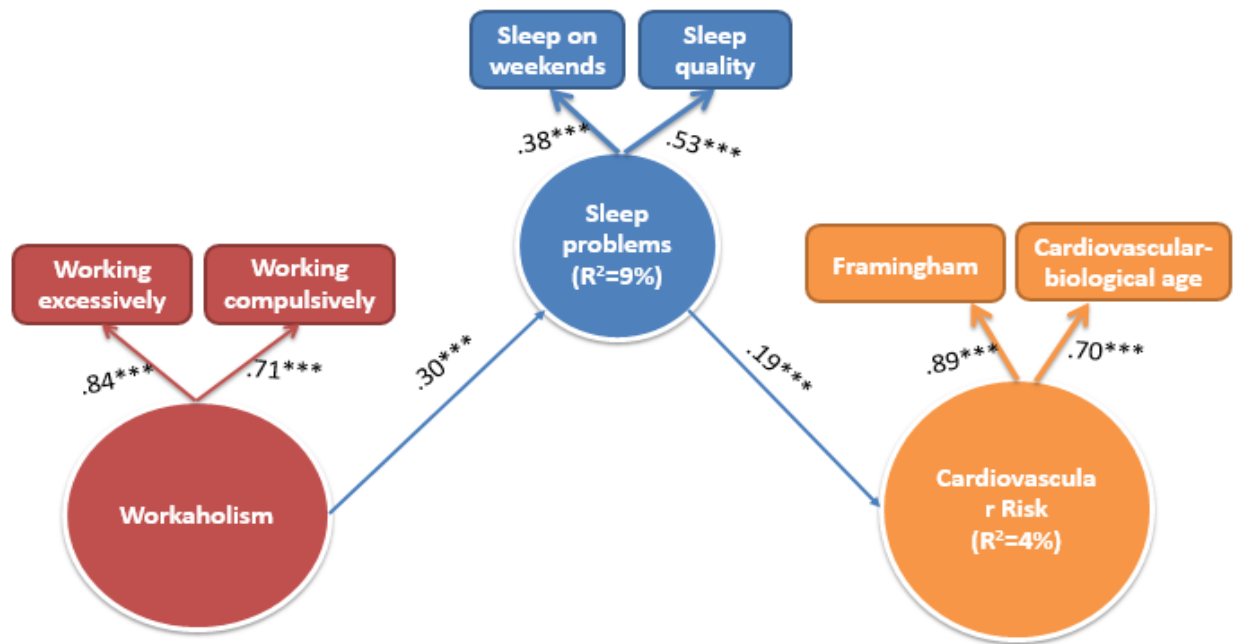 Sleep on
weekends
Sleep
quality
.38***
.53***
Sleep
problems
(R²=9%)
Working
excessively
Working
compulsively
Framingham
Cardiovascular-
biological age
.84***
.71***
.30***
.19***
.89***
.70***
Workaholism
Cardiovascula
r Risk
(R²=4%)